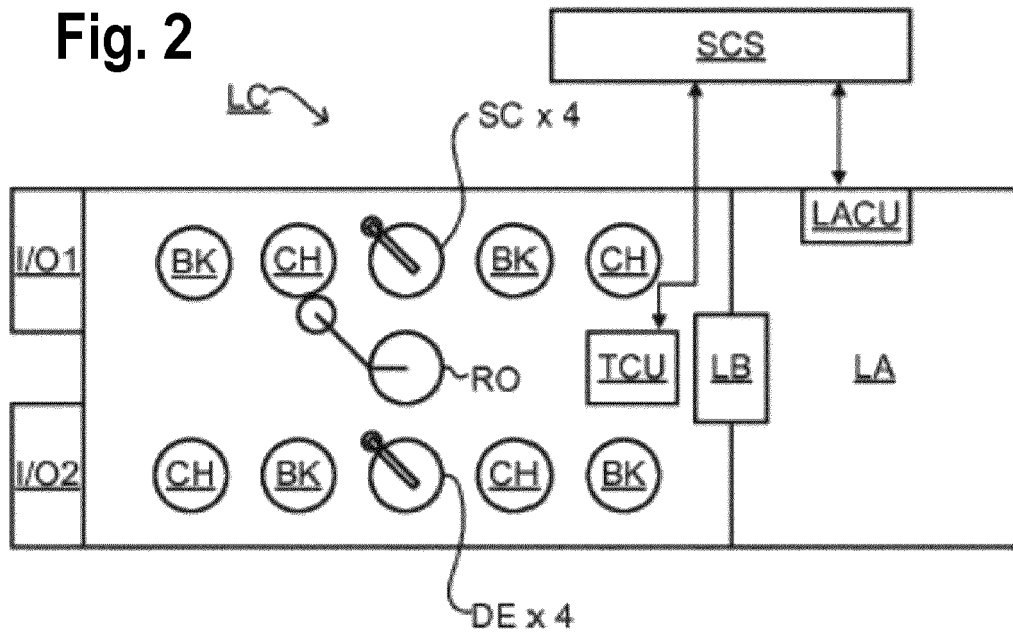 Fig. 2
SCS
LC
SC x 4
I/O1
BK
CH
BK
CH
LACU
RO
TCU
LB
LA
I/O2
CH
BK
CH
BK
DE x 4